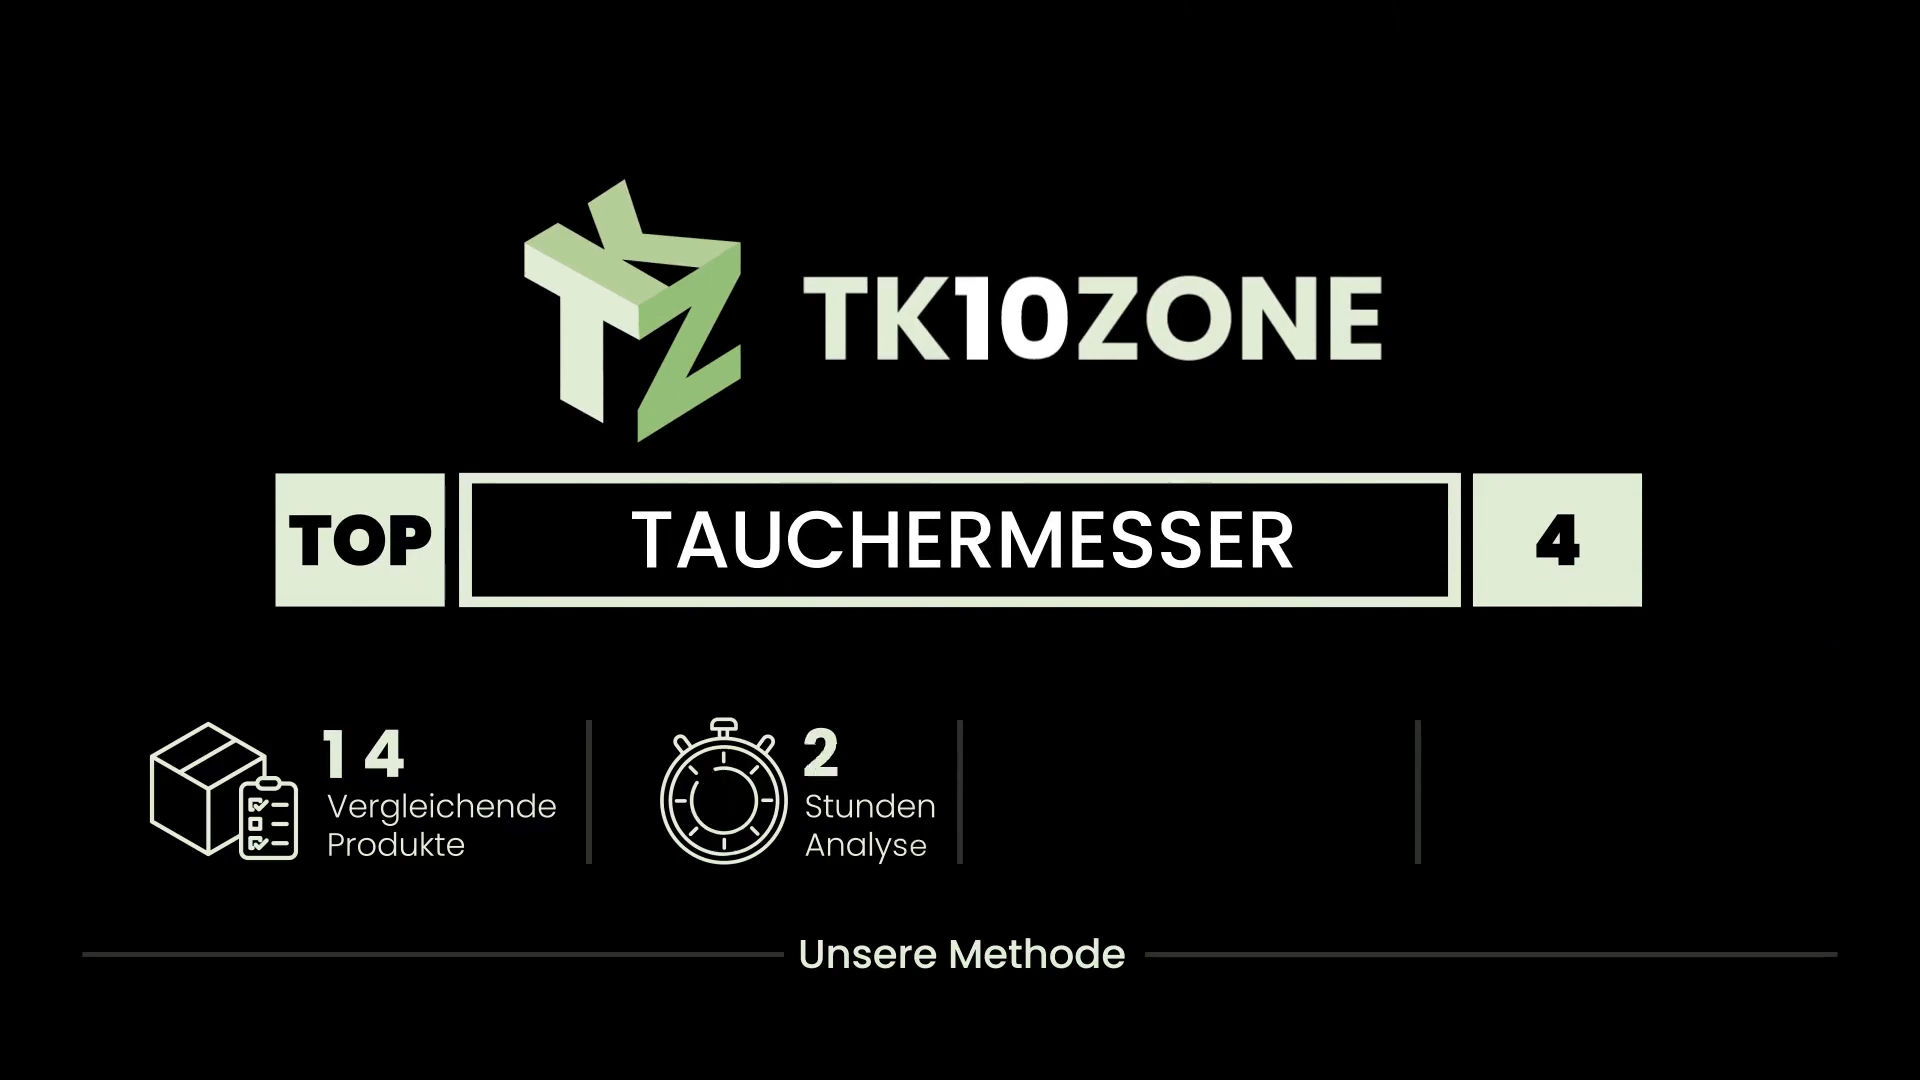 TK10ZONE
TOP TAUCHERMESSER 4
14
Vergleichende
Produkte
2
Stunden
Analyse
Unsere Methode